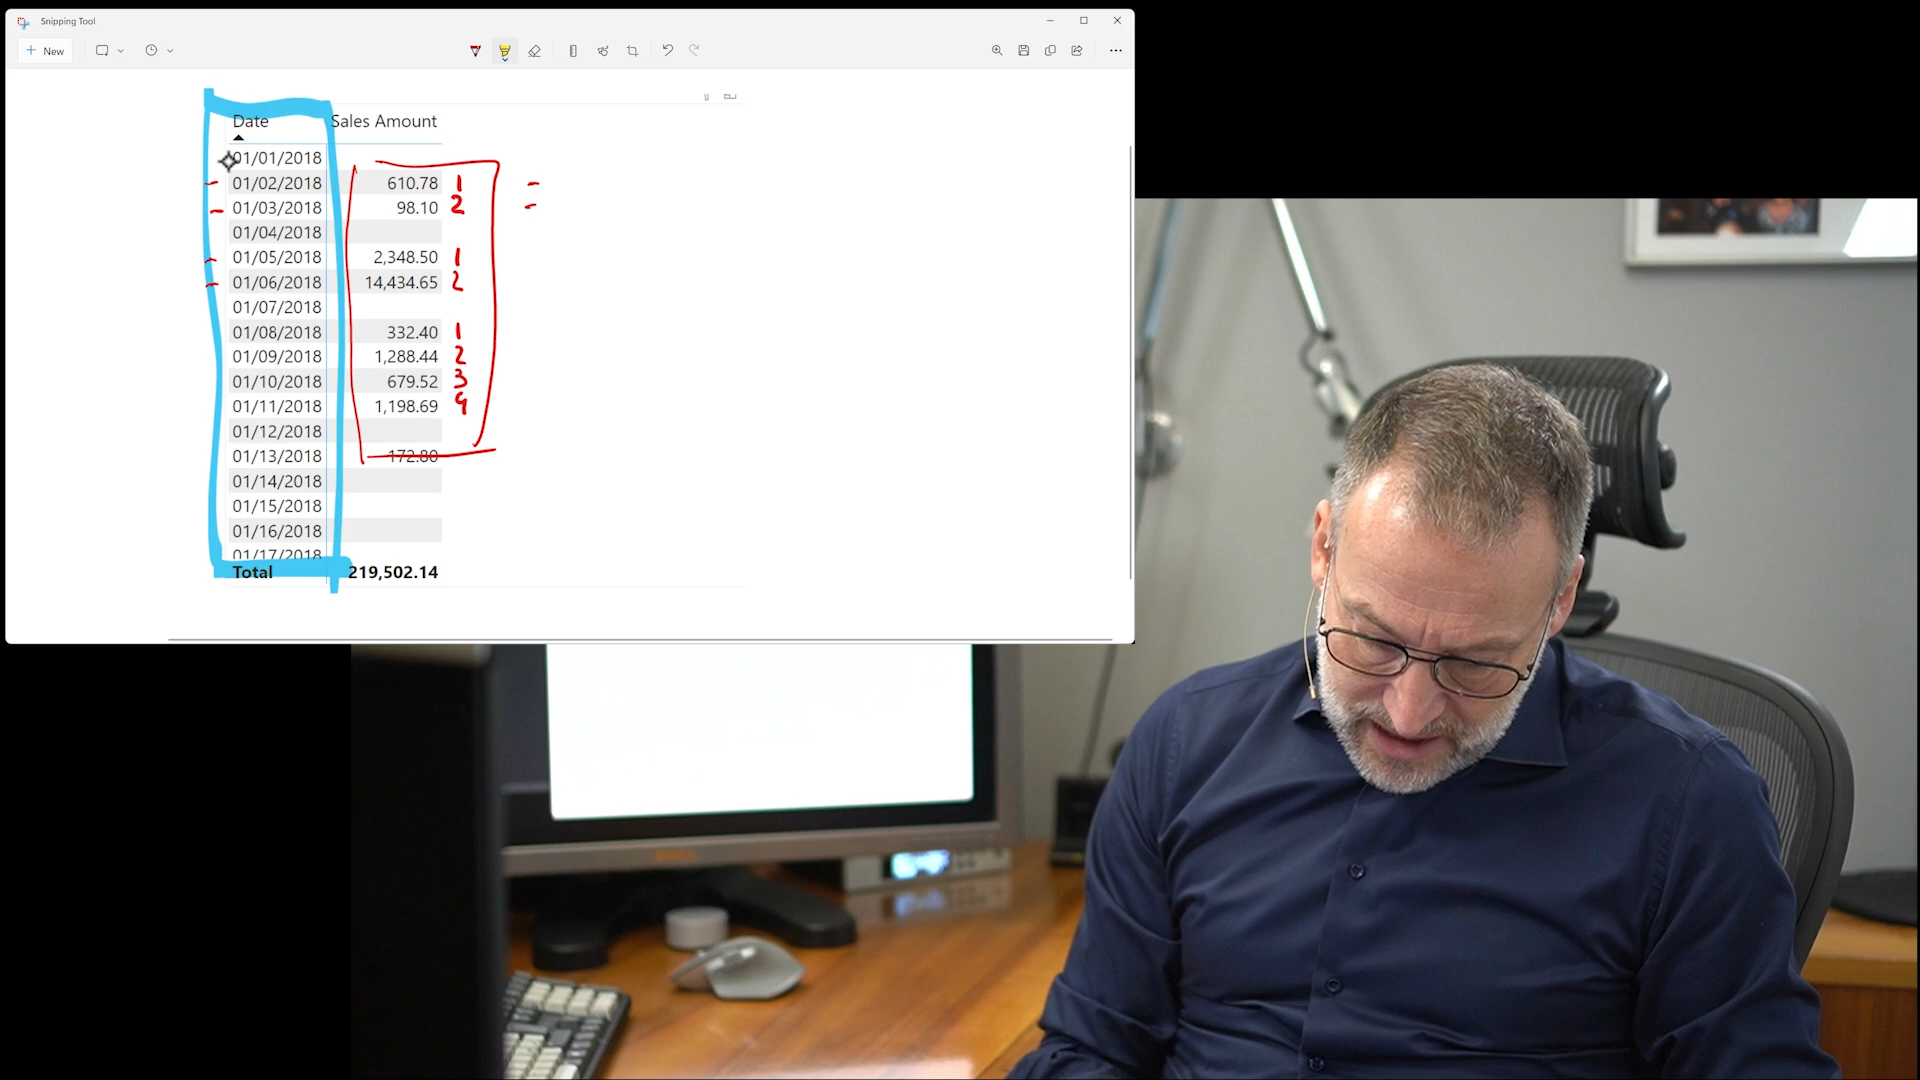 Snipping Tool
New
Date Sales Amount
01/01/2018
01/02/2018 610.78 1
01/03/2018 98.10 2
01/04/2018
01/05/2018 2,348.50 1
01/06/2018 14,434.65 2
01/07/2018
01/08/2018 332.40 1
01/09/2018 1,288.44 2
01/10/2018 679.52 3
01/11/2018 1,198.69 4
01/12/2018
01/13/2018 172.80
01/14/2018
01/15/2018
01/16/2018
01/17/2018
Total 219,502.14